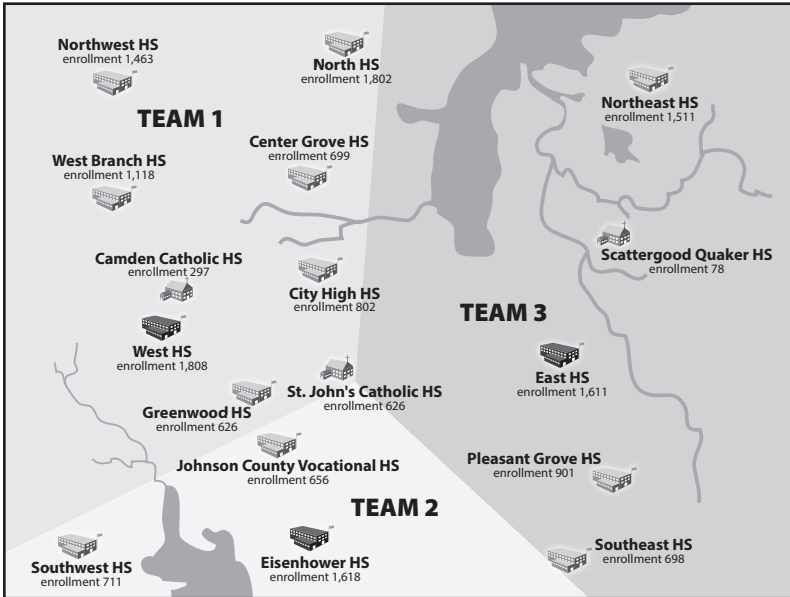 Northwest HS
enrollment 1,463
North HS
enrollment 1,802
TEAM 1
Northeast HS
enrollment 1,511
Center Grove HS
enrollment 699
West Branch HS
enrollment 1,118
Scattergood Quaker HS
enrollment 78
Camden Catholic HS
enrollment 297
City High HS
enrollment 802
TEAM 3
West HS
enrollment 1,808
East HS
enrollment 1,611
St. John's Catholic HS
enrollment 626
Greenwood HS
enrollment 626
Johnson County Vocational HS
enrollment 656
Pleasant Grove HS
enrollment 901
TEAM 2
Southwest HS
enrollment 711
Eisenhower HS
enrollment 1,618
Southeast HS
enrollment 698